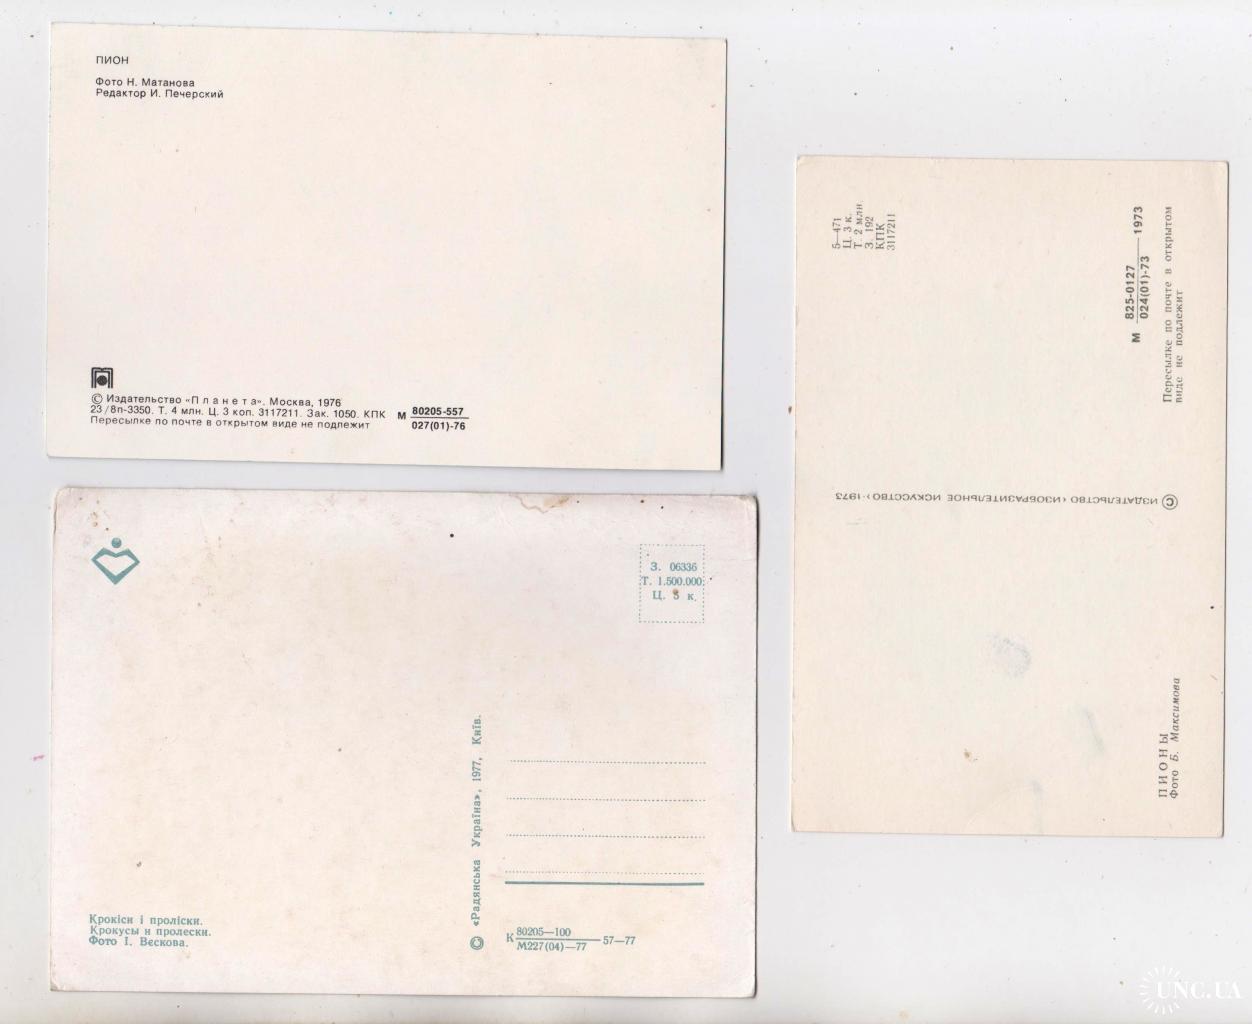 ПИОН
Фото Н. Матанова
Редактор И. Печерский
© Издательство «Планета». Москва, 1976
23/8п-3350. Т. 4 млн. Ц. 3 коп. 3117211. Зак. 1050. КПК
Пересылке по почте в открытом виде не подлежит
М 80205-557
027(01)-76
5—471
Ц. 3 к.
Т. 2 млн.
З. 192
КПК
3117211
М 825-0127 — 1973
024(01)-73
Пересылке по почте в открытом
виде не подлежит
© ИЗДАТЕЛЬСТВО «ИЗОБРАЗИТЕЛЬНОЕ ИСКУССТВО» 1973
ПИОНЫ
Фото Б. Максимова
З. 06336
Т. 1.500.000
Ц. 5 к.
© «Радянська Україна», 1977, Київ.
Крокіси і проліски.
Крокусы и пролески.
Фото І. Вєскова.
К 80205—100 57—77
М227(04)—77
UNC.UA